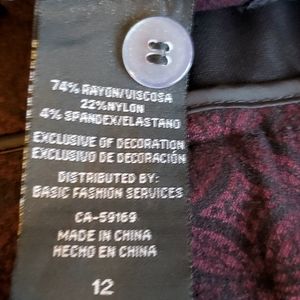 74% RAYON/VISCOSA
22%NYLON
4% SPANDEX/ELASTANO
EXCLUSIVE OF DECORATION
EXCLUSIVO DE DECORACIÓN
DISTRIBUTED BY:
BASIC FASHION SERVICES
CA-59169
MADE IN CHINA
HECHO EN CHINA
12